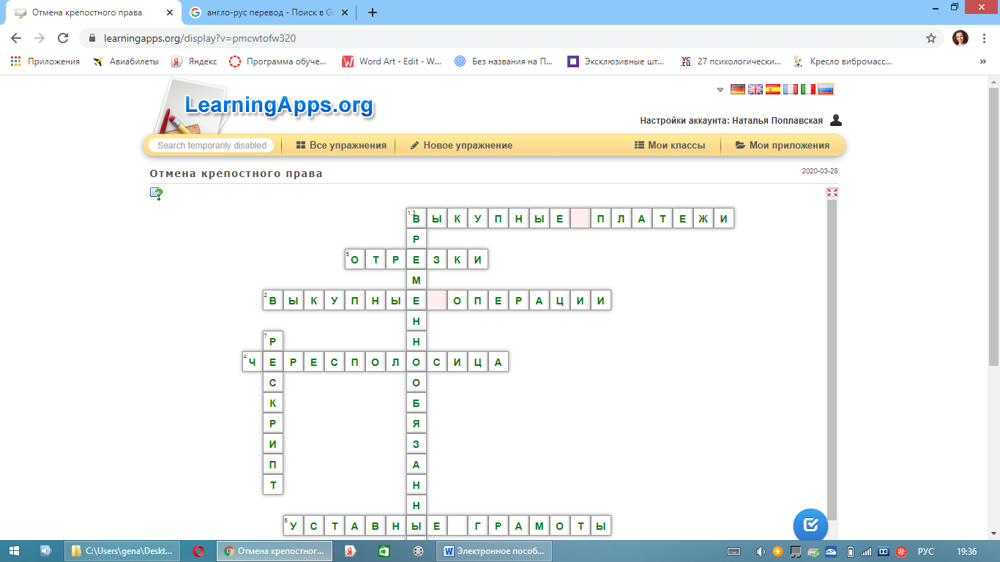 Отмена крепостного права
англо-рус перевод - Поиск в Go
learningapps.org/display?v=pmcwtofw320
Приложения Авиабилеты Яндекс Программа обуче... Word Art - Edit - W... Без названия на П... Эксклюзивные шт... 27 психологически... Кресло вибромасс... »
LearningApps.org
Настройки аккаунта: Наталья Поплавская
Search temporarily disabled Все упражнения Новое упражнение Мои классы Мои приложения
Отмена крепостного права 2020-03-28
1,3 ВЫКУПНЫЕ ПЛАТЕЖИ
Р
5 ОТРЕЗКИ
М
2 ВЫКУПНЫЕ ОПЕРАЦИИ
Н
7 Р Н
4 ЧЕРЕСПОЛОСИЦА
С О
К Б
Р Я
И З
П А
Т Н
Н
6 УСТАВНЫЕ ГРАМОТЫ
C:\Users\gena\Deskt... Отмена крепостног... Электронное пособ... РУС 19:36